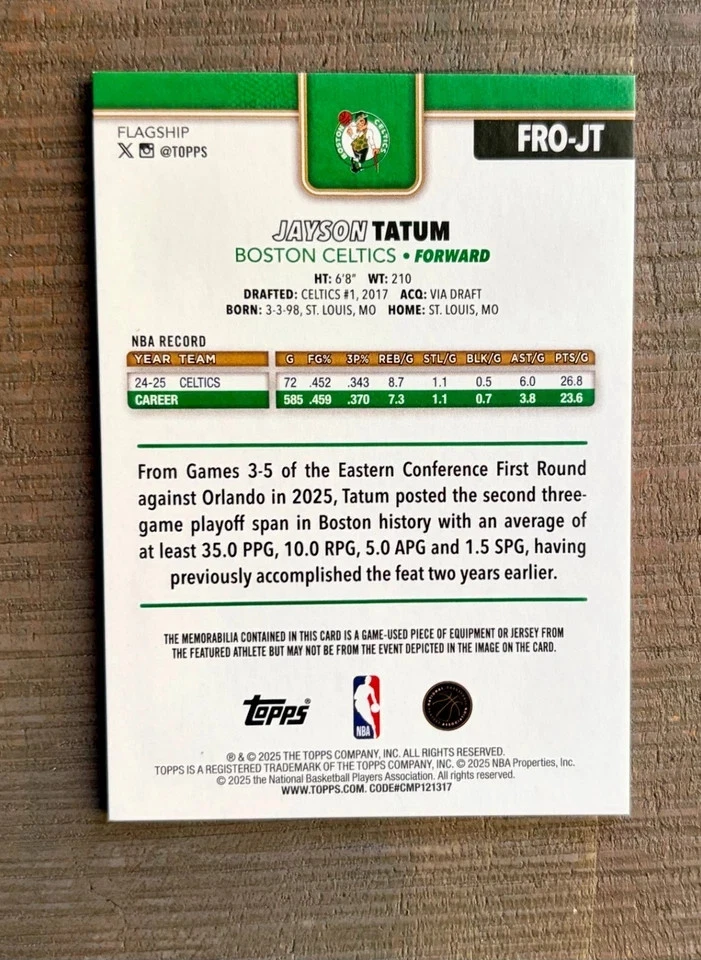 BOSTON CELTICS
FLAGSHIP
@TOPPS
FRO-JT
JAYSON TATUM
BOSTON CELTICS • FORWARD
HT: 6'8" WT: 210
DRAFTED: CELTICS #1, 2017 ACQ: VIA DRAFT
BORN: 3-3-98, ST. LOUIS, MO HOME: ST. LOUIS, MO
NBA RECORD
YEAR TEAM G FG% 3P% REB/G STL/G BLK/G AST/G PTS/G
24-25 CELTICS 72 .452 .343 8.7 1.1 0.5 6.0 26.8
CAREER 585 .459 .370 7.3 1.1 0.7 3.8 23.6
From Games 3-5 of the Eastern Conference First Round
against Orlando in 2025, Tatum posted the second three-
game playoff span in Boston history with an average of
at least 35.0 PPG, 10.0 RPG, 5.0 APG and 1.5 SPG, having
previously accomplished the feat two years earlier.
THE MEMORABILIA CONTAINED IN THIS CARD IS A GAME-USED PIECE OF EQUIPMENT OR JERSEY FROM
THE FEATURED ATHLETE BUT MAY NOT BE FROM THE EVENT DEPICTED IN THE IMAGE ON THE CARD.
topps®
NBA
® & © 2025 THE TOPPS COMPANY, INC. ALL RIGHTS RESERVED.
TOPPS IS A REGISTERED TRADEMARK OF THE TOPPS COMPANY, INC. © 2025 NBA Properties, Inc.
© 2025 the National Basketball Players Association. All rights reserved.
WWW.TOPPS.COM. CODE#CMP121317